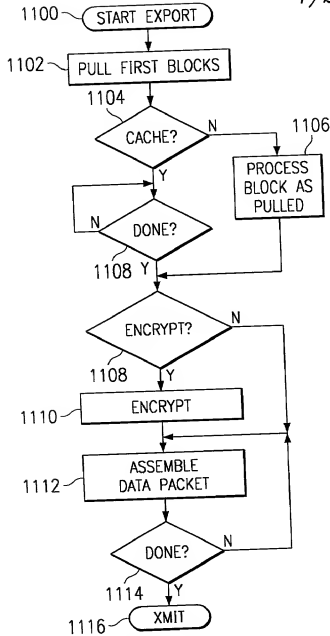 1100
START EXPORT
1102
PULL FIRST BLOCKS
1104
CACHE?
N
1106
PROCESS
BLOCK AS
PULLED
Y
N
DONE?
1108
Y
ENCRYPT?
N
1108
Y
1110
ENCRYPT
1112
ASSEMBLE
DATA PACKET
DONE?
N
1114
Y
1116
XMIT